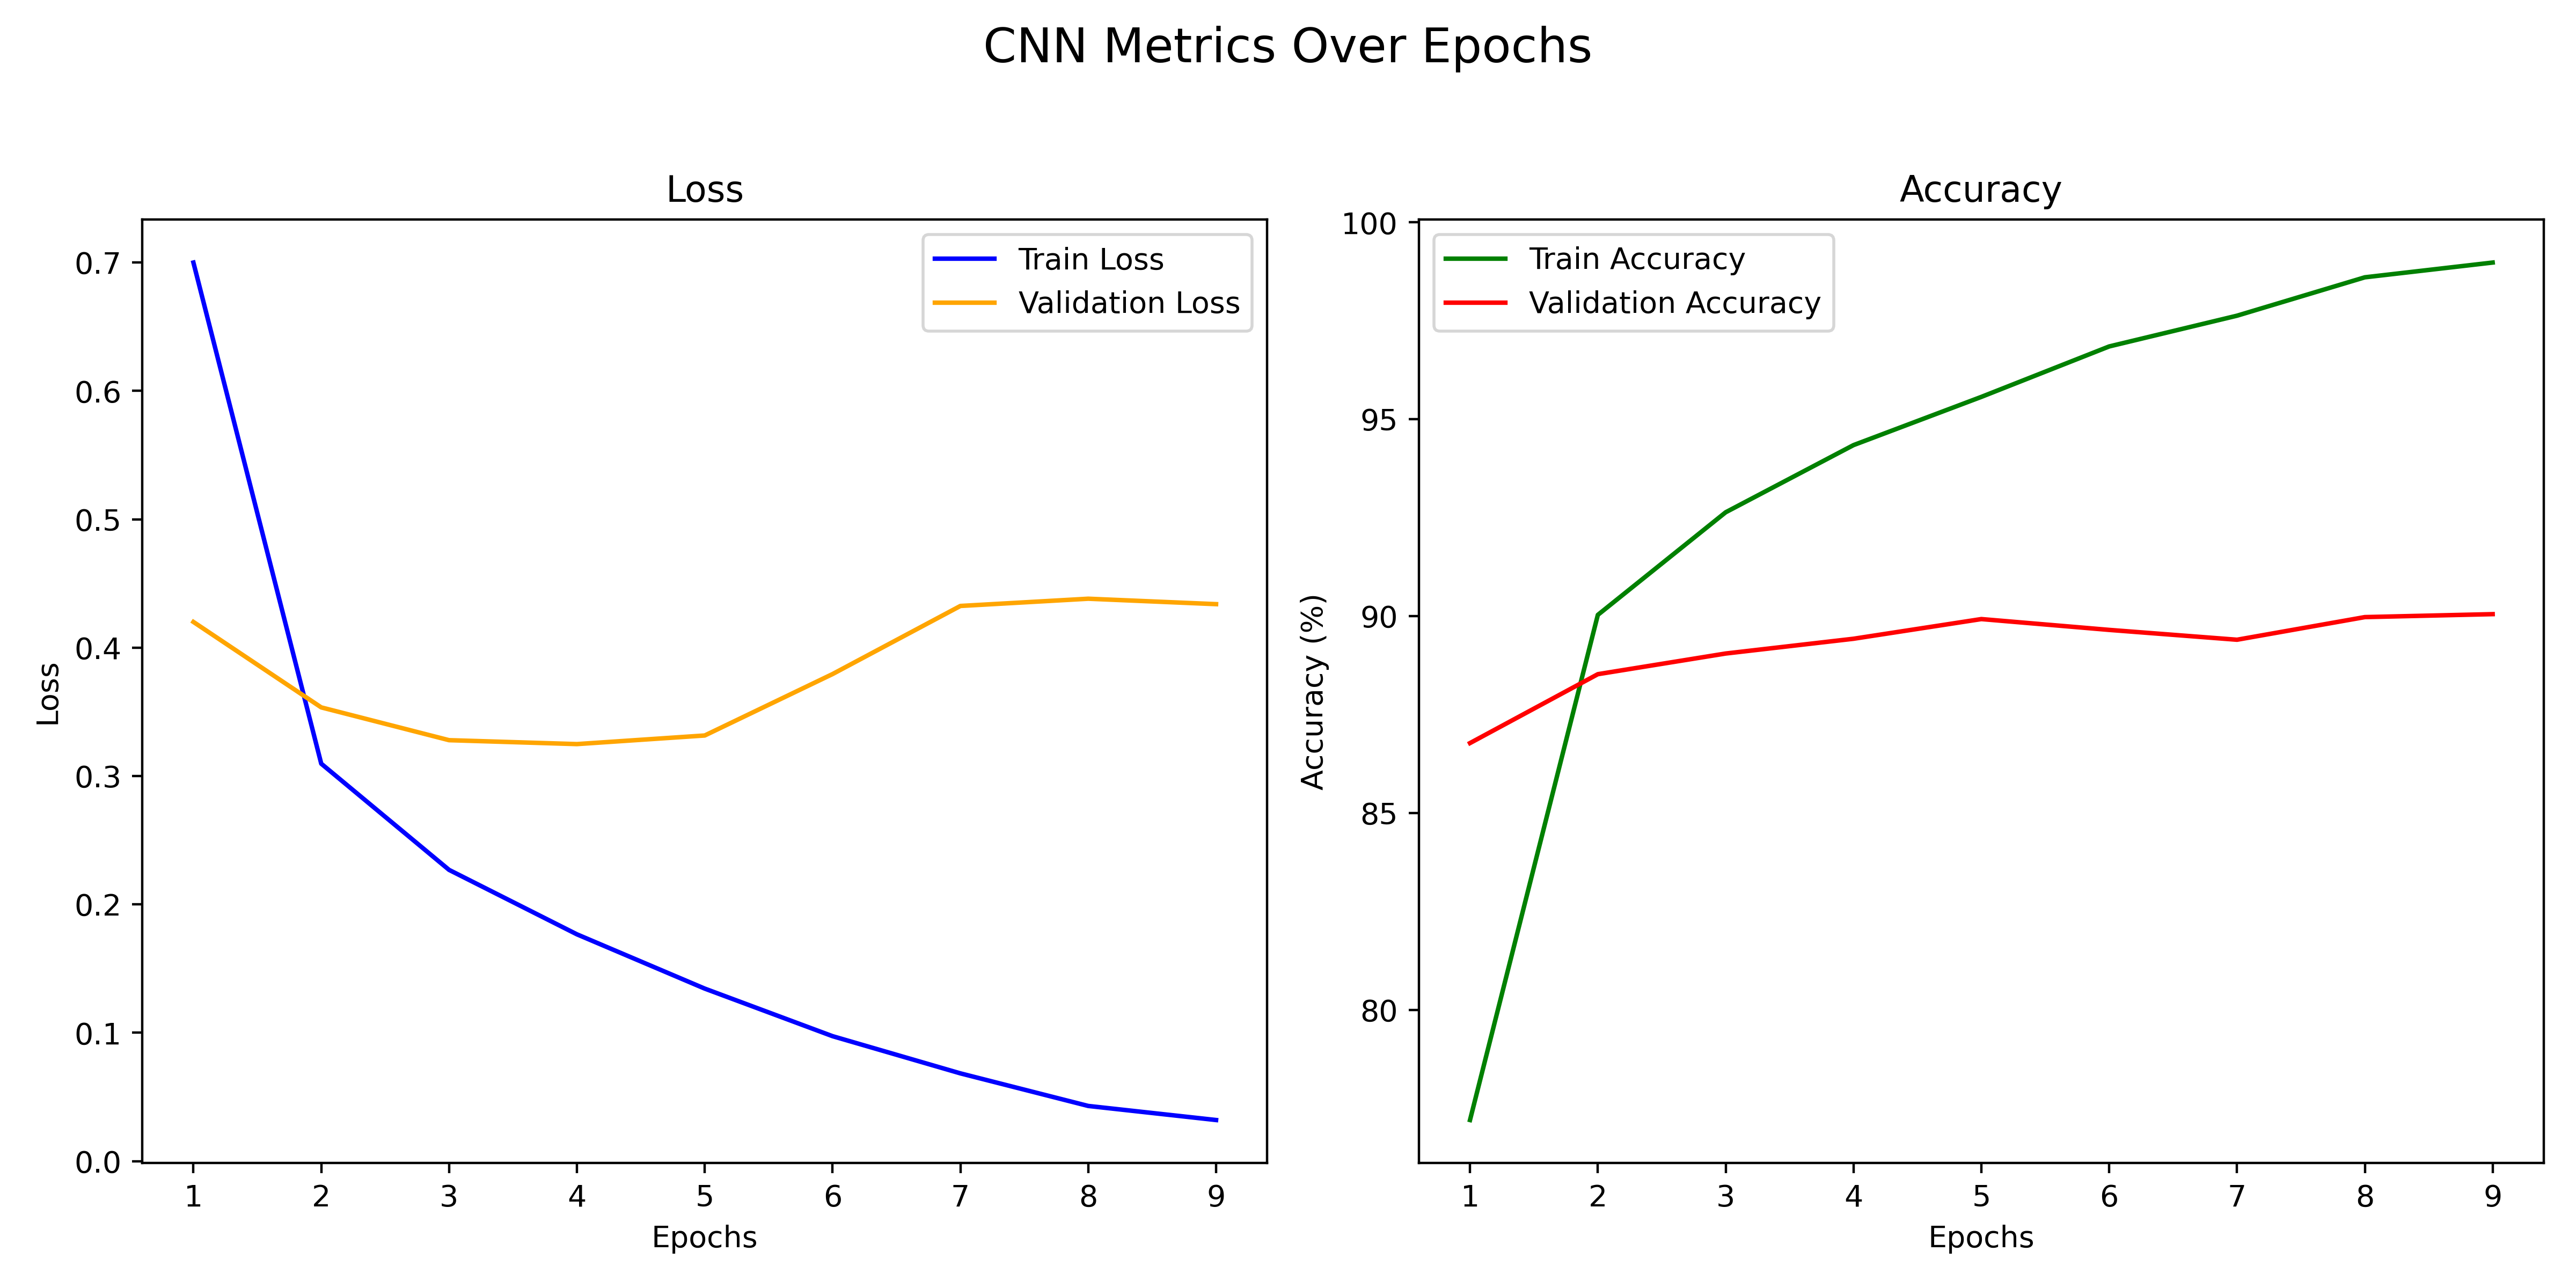 CNN Metrics Over Epochs
Loss
0.7
0.6
0.5
0.4
0.3
0.2
0.1
0.0
Loss
Train Loss
Validation Loss
1 2 3 4 5 6 7 8 9
Epochs
Accuracy
100
95
90
85
80
Accuracy (%)
Train Accuracy
Validation Accuracy
1 2 3 4 5 6 7 8 9
Epochs